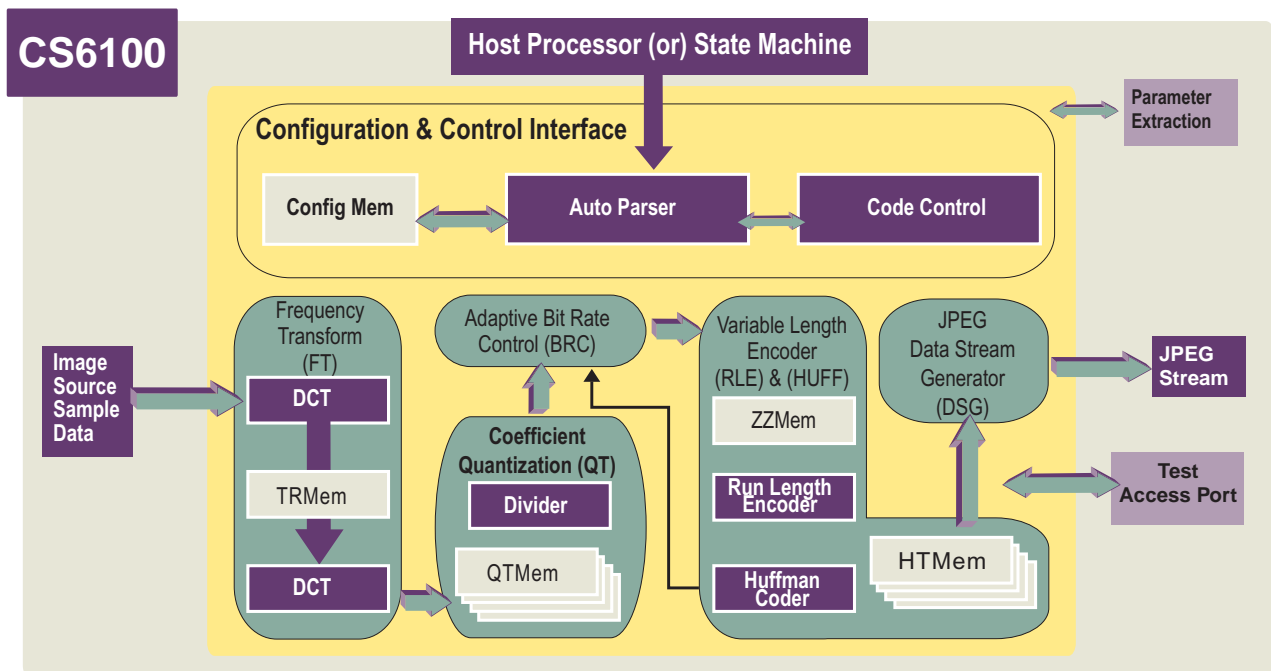 CS6100
Host Processor (or) State Machine
Configuration & Control Interface
Parameter
Extraction
Config Mem
Auto Parser
Code Control
Frequency
Transform
(FT)
Adaptive Bit Rate
Control (BRC)
Variable Length
Encoder
(RLE) & (HUFF)
JPEG
Data Stream
Generator
(DSG)
Image
Source
Sample
Data
JPEG
Stream
DCT
TRMem
DCT
Coefficient
Quantization (QT)
Divider
QTMem
ZZMem
Run Length
Encoder
Huffman
Coder
HTMem
Test
Access Port